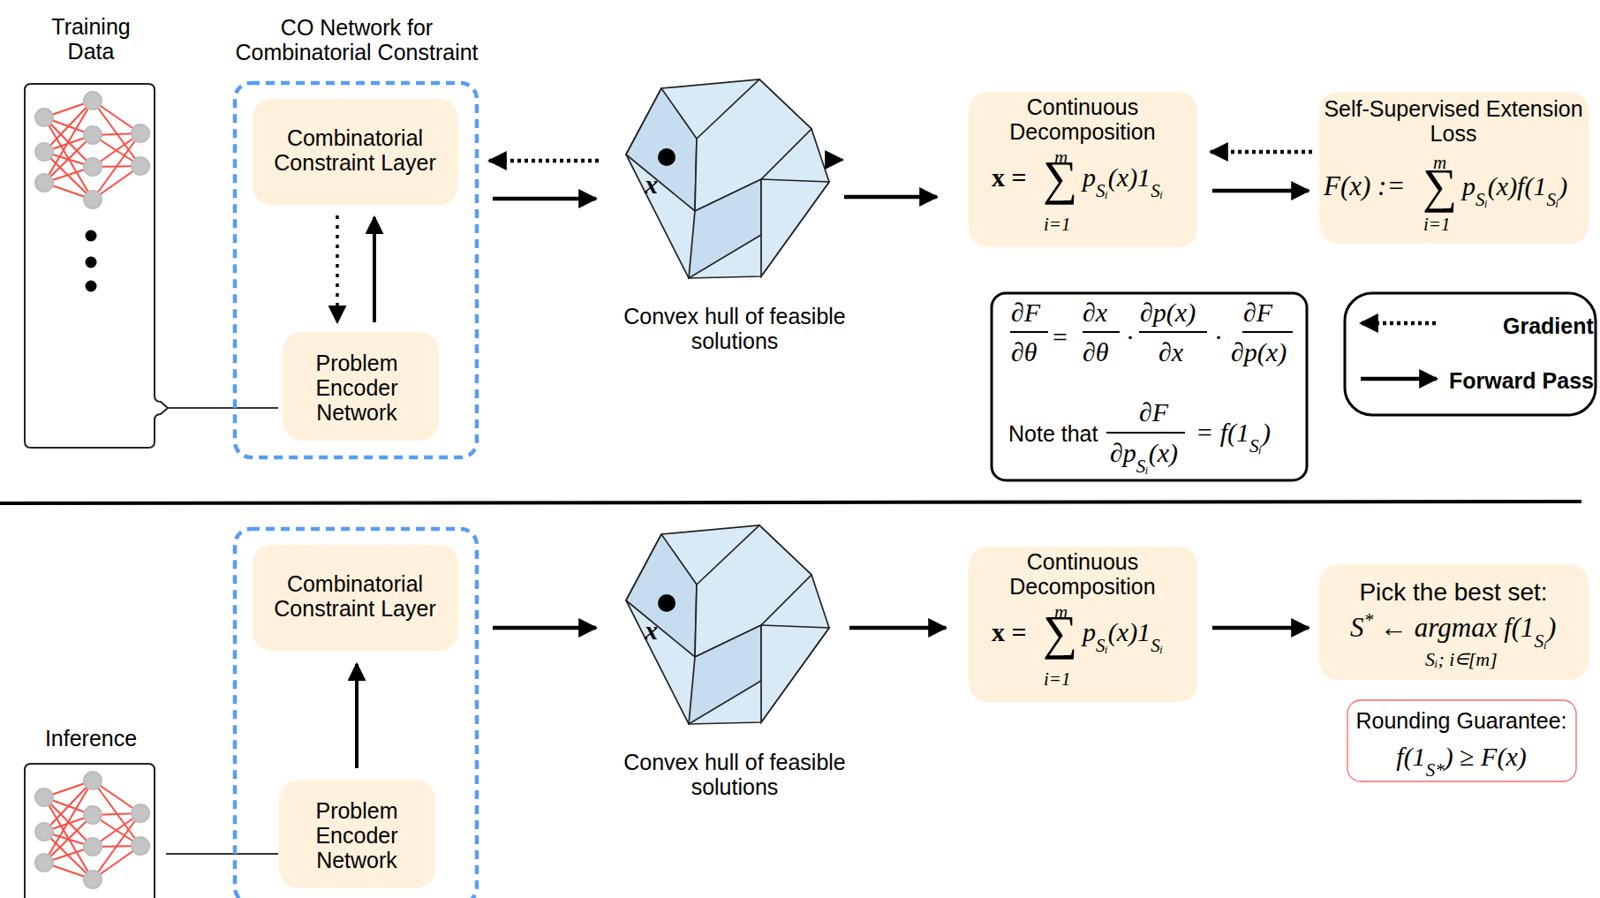 Training
Data
CO Network for
Combinatorial Constraint
Combinatorial
Constraint Layer
Problem
Encoder
Network
x
Convex hull of feasible
solutions
Continuous
Decomposition
x = ∑_{i=1}^{m} p_{S_i}(x)1_{S_i}
Self-Supervised Extension
Loss
F(x) := ∑_{i=1}^{m} p_{S_i}(x)f(1_{S_i})
∂F/∂θ = ∂x/∂θ · ∂p(x)/∂x · ∂F/∂p(x)
Note that ∂F/∂p_{S_i}(x) = f(1_{S_i})
Gradient
Forward Pass
Inference
Combinatorial
Constraint Layer
Problem
Encoder
Network
x
Convex hull of feasible
solutions
Continuous
Decomposition
x = ∑_{i=1}^{m} p_{S_i}(x)1_{S_i}
Pick the best set:
S* ← argmax f(1_{S_i})
S_i; i∈[m]
Rounding Guarantee:
f(1_{S*}) ≥ F(x)